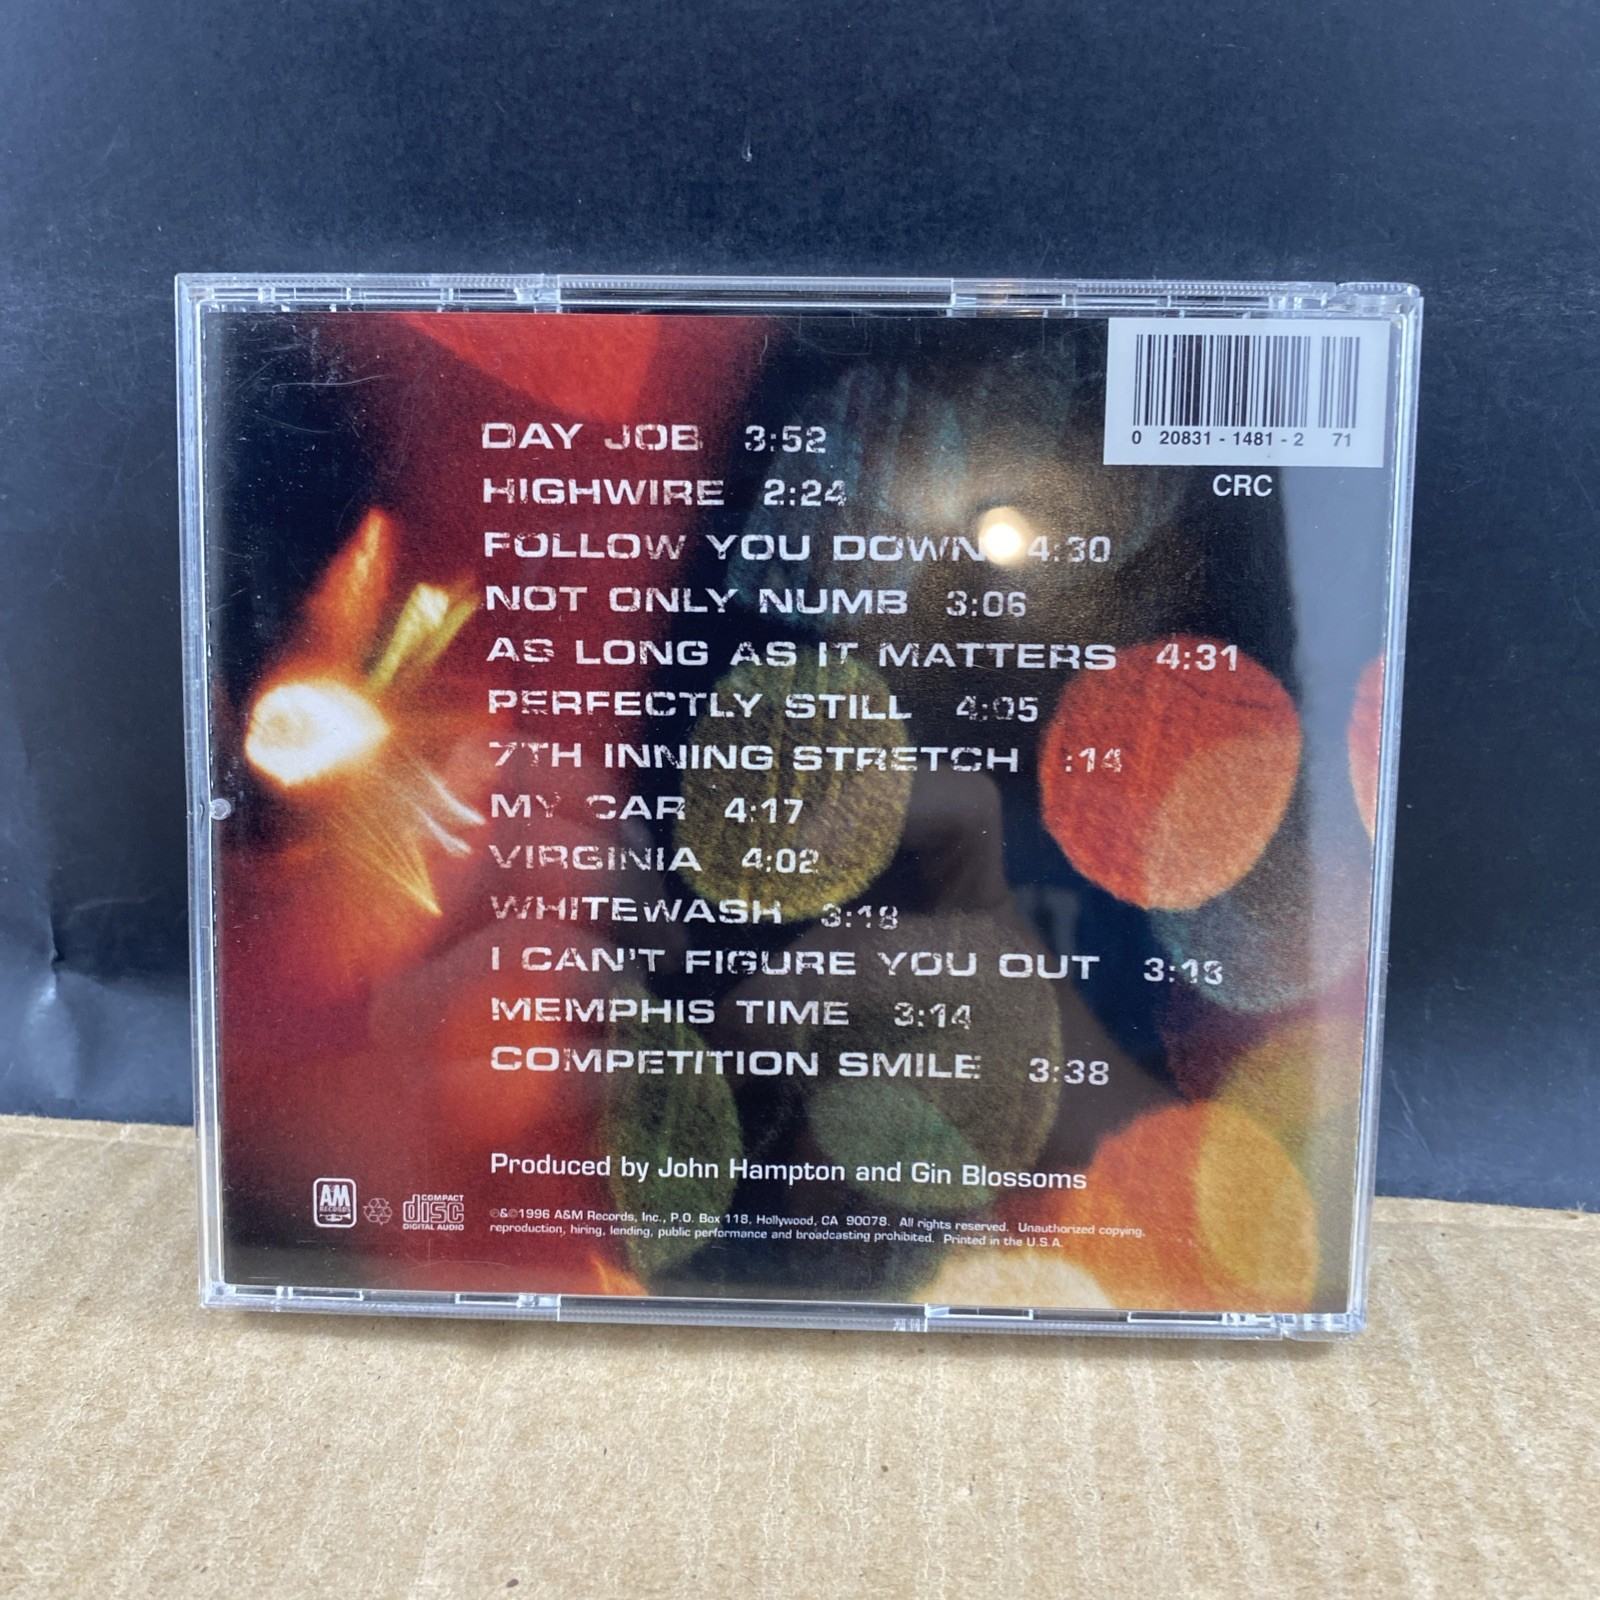 0 20831 - 1481 - 2 71
CRC
DAY JOB 3:52
HIGHWIRE 2:24
FOLLOW YOU DOWN 4:30
NOT ONLY NUMB 3:06
AS LONG AS IT MATTERS 4:31
PERFECTLY STILL 4:05
7TH INNING STRETCH :14
MY CAR 4:17
VIRGINIA 4:02
WHITEWASH 3:18
I CAN'T FIGURE YOU OUT 3:13
MEMPHIS TIME 3:14
COMPETITION SMILE 3:38
Produced by John Hampton and Gin Blossoms
AM
RECORDS
COMPACT
disc
DIGITAL AUDIO
℗&©1996 A&M Records, Inc., P.O. Box 118, Hollywood, CA 90078. All rights reserved. Unauthorized copying,
reproduction, hiring, lending, public performance and broadcasting prohibited. Printed in the U.S.A.